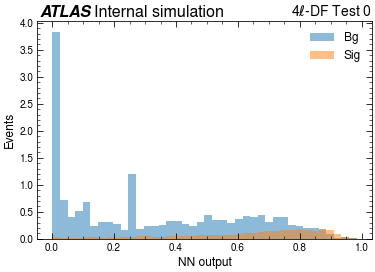 ATLAS Internal simulation
4ℓ-DF Test 0
Bg
Sig
Events
4.0
3.5
3.0
2.5
2.0
1.5
1.0
0.5
0.0
0.0 0.2 0.4 0.6 0.8 1.0
NN output